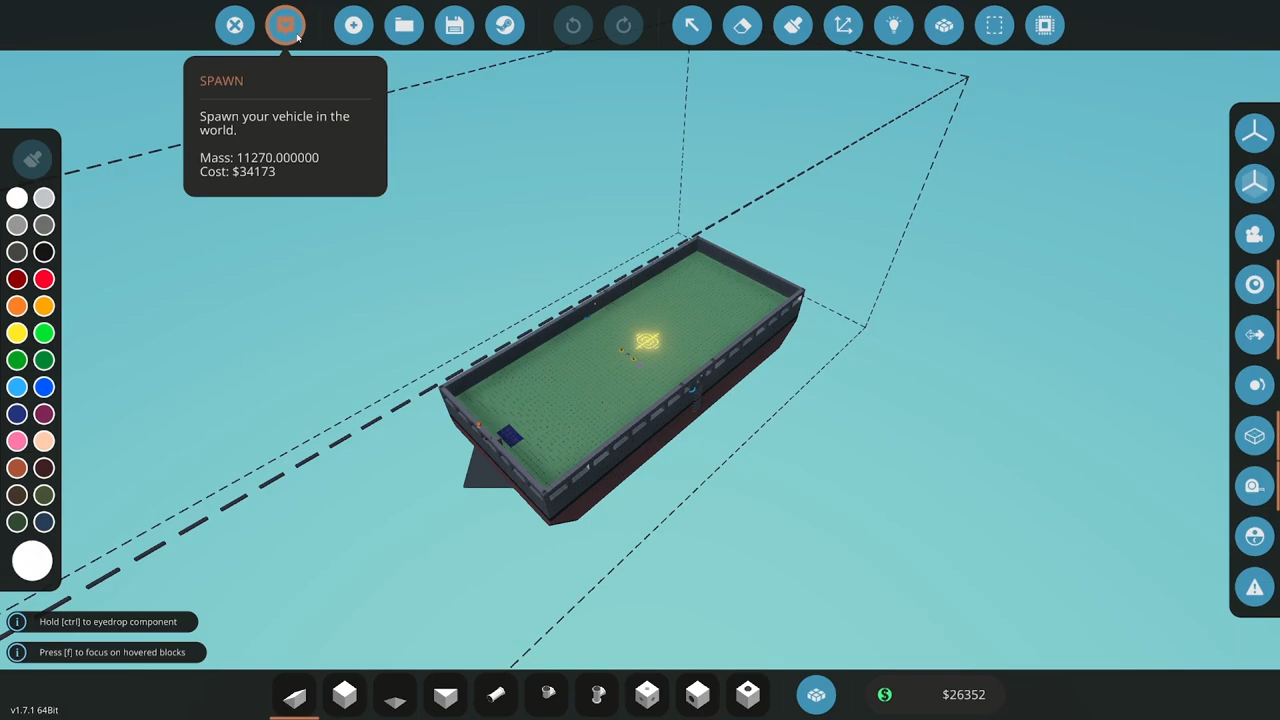 SPAWN
Spawn your vehicle in the
world.
Mass: 11270.000000
Cost: $34173
Hold [ctrl] to eyedrop component
Press [f] to focus on hovered blocks
$26352
v1.7.1 64Bit